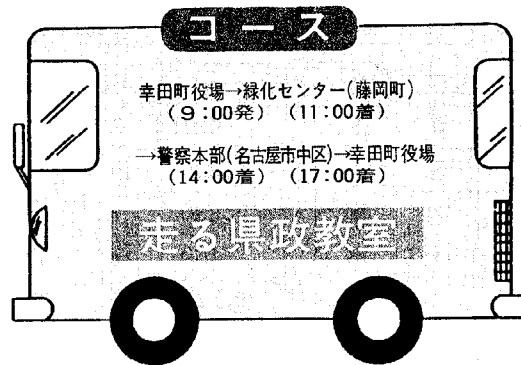 コース
幸田町役場→緑化センター(藤岡町)
(9:00発) (11:00着)
→警察本部(名古屋市中区)→幸田町役場
(14:00着) (17:00着)
走る県政教室